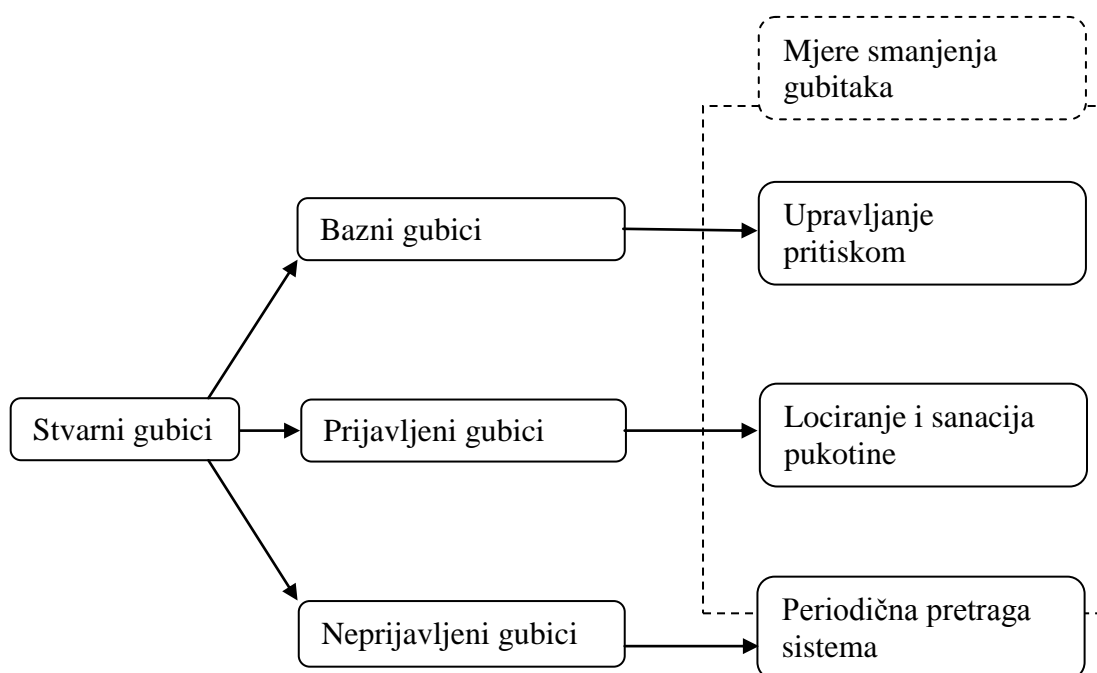 Mjere smanjenja
gubitaka
Bazni gubici
Upravljanje
pritiskom
Stvarni gubici
Prijavljeni gubici
Lociranje i sanacija
pukotine
Neprijavljeni gubici
Periodična pretraga
sistema